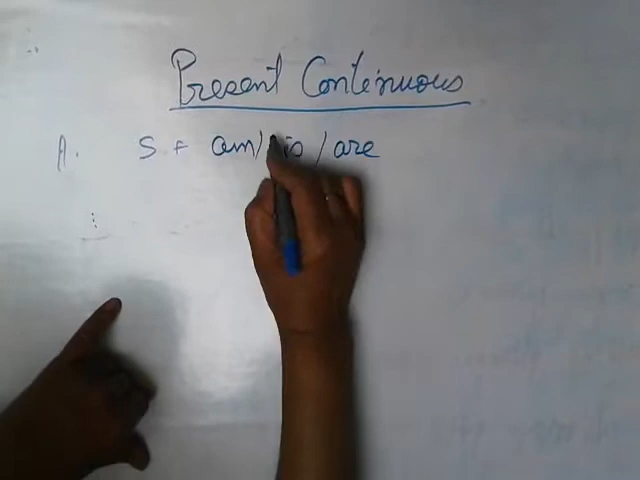 Present Continuous
A. S + am/ is / are